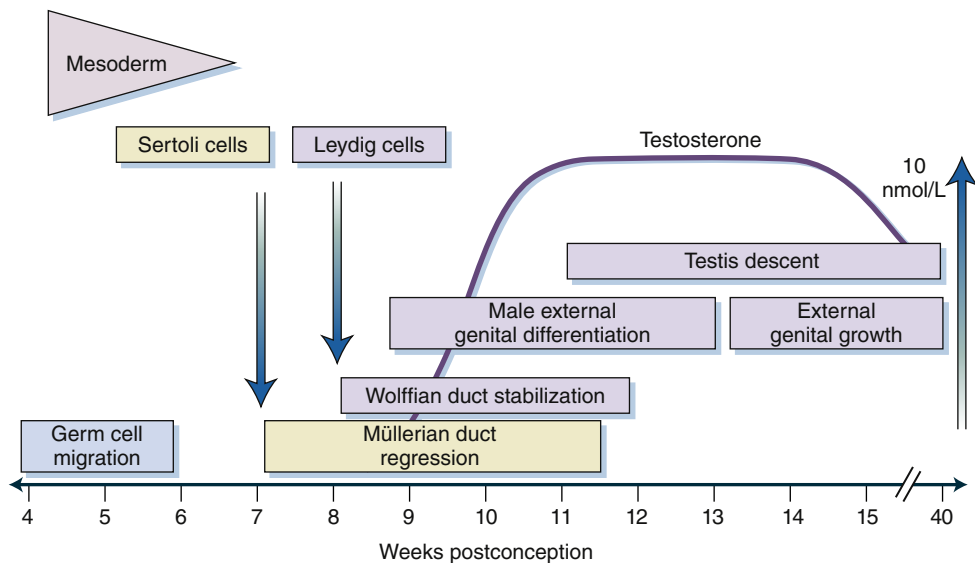 Mesoderm
Sertoli cells
Leydig cells
Testosterone
10
nmol/L
Testis descent
Male external
genital differentiation
External
genital growth
Wolffian duct stabilization
Germ cell
migration
Müllerian duct
regression
4 5 6 7 8 9 10 11 12 13 14 15 40
Weeks postconception